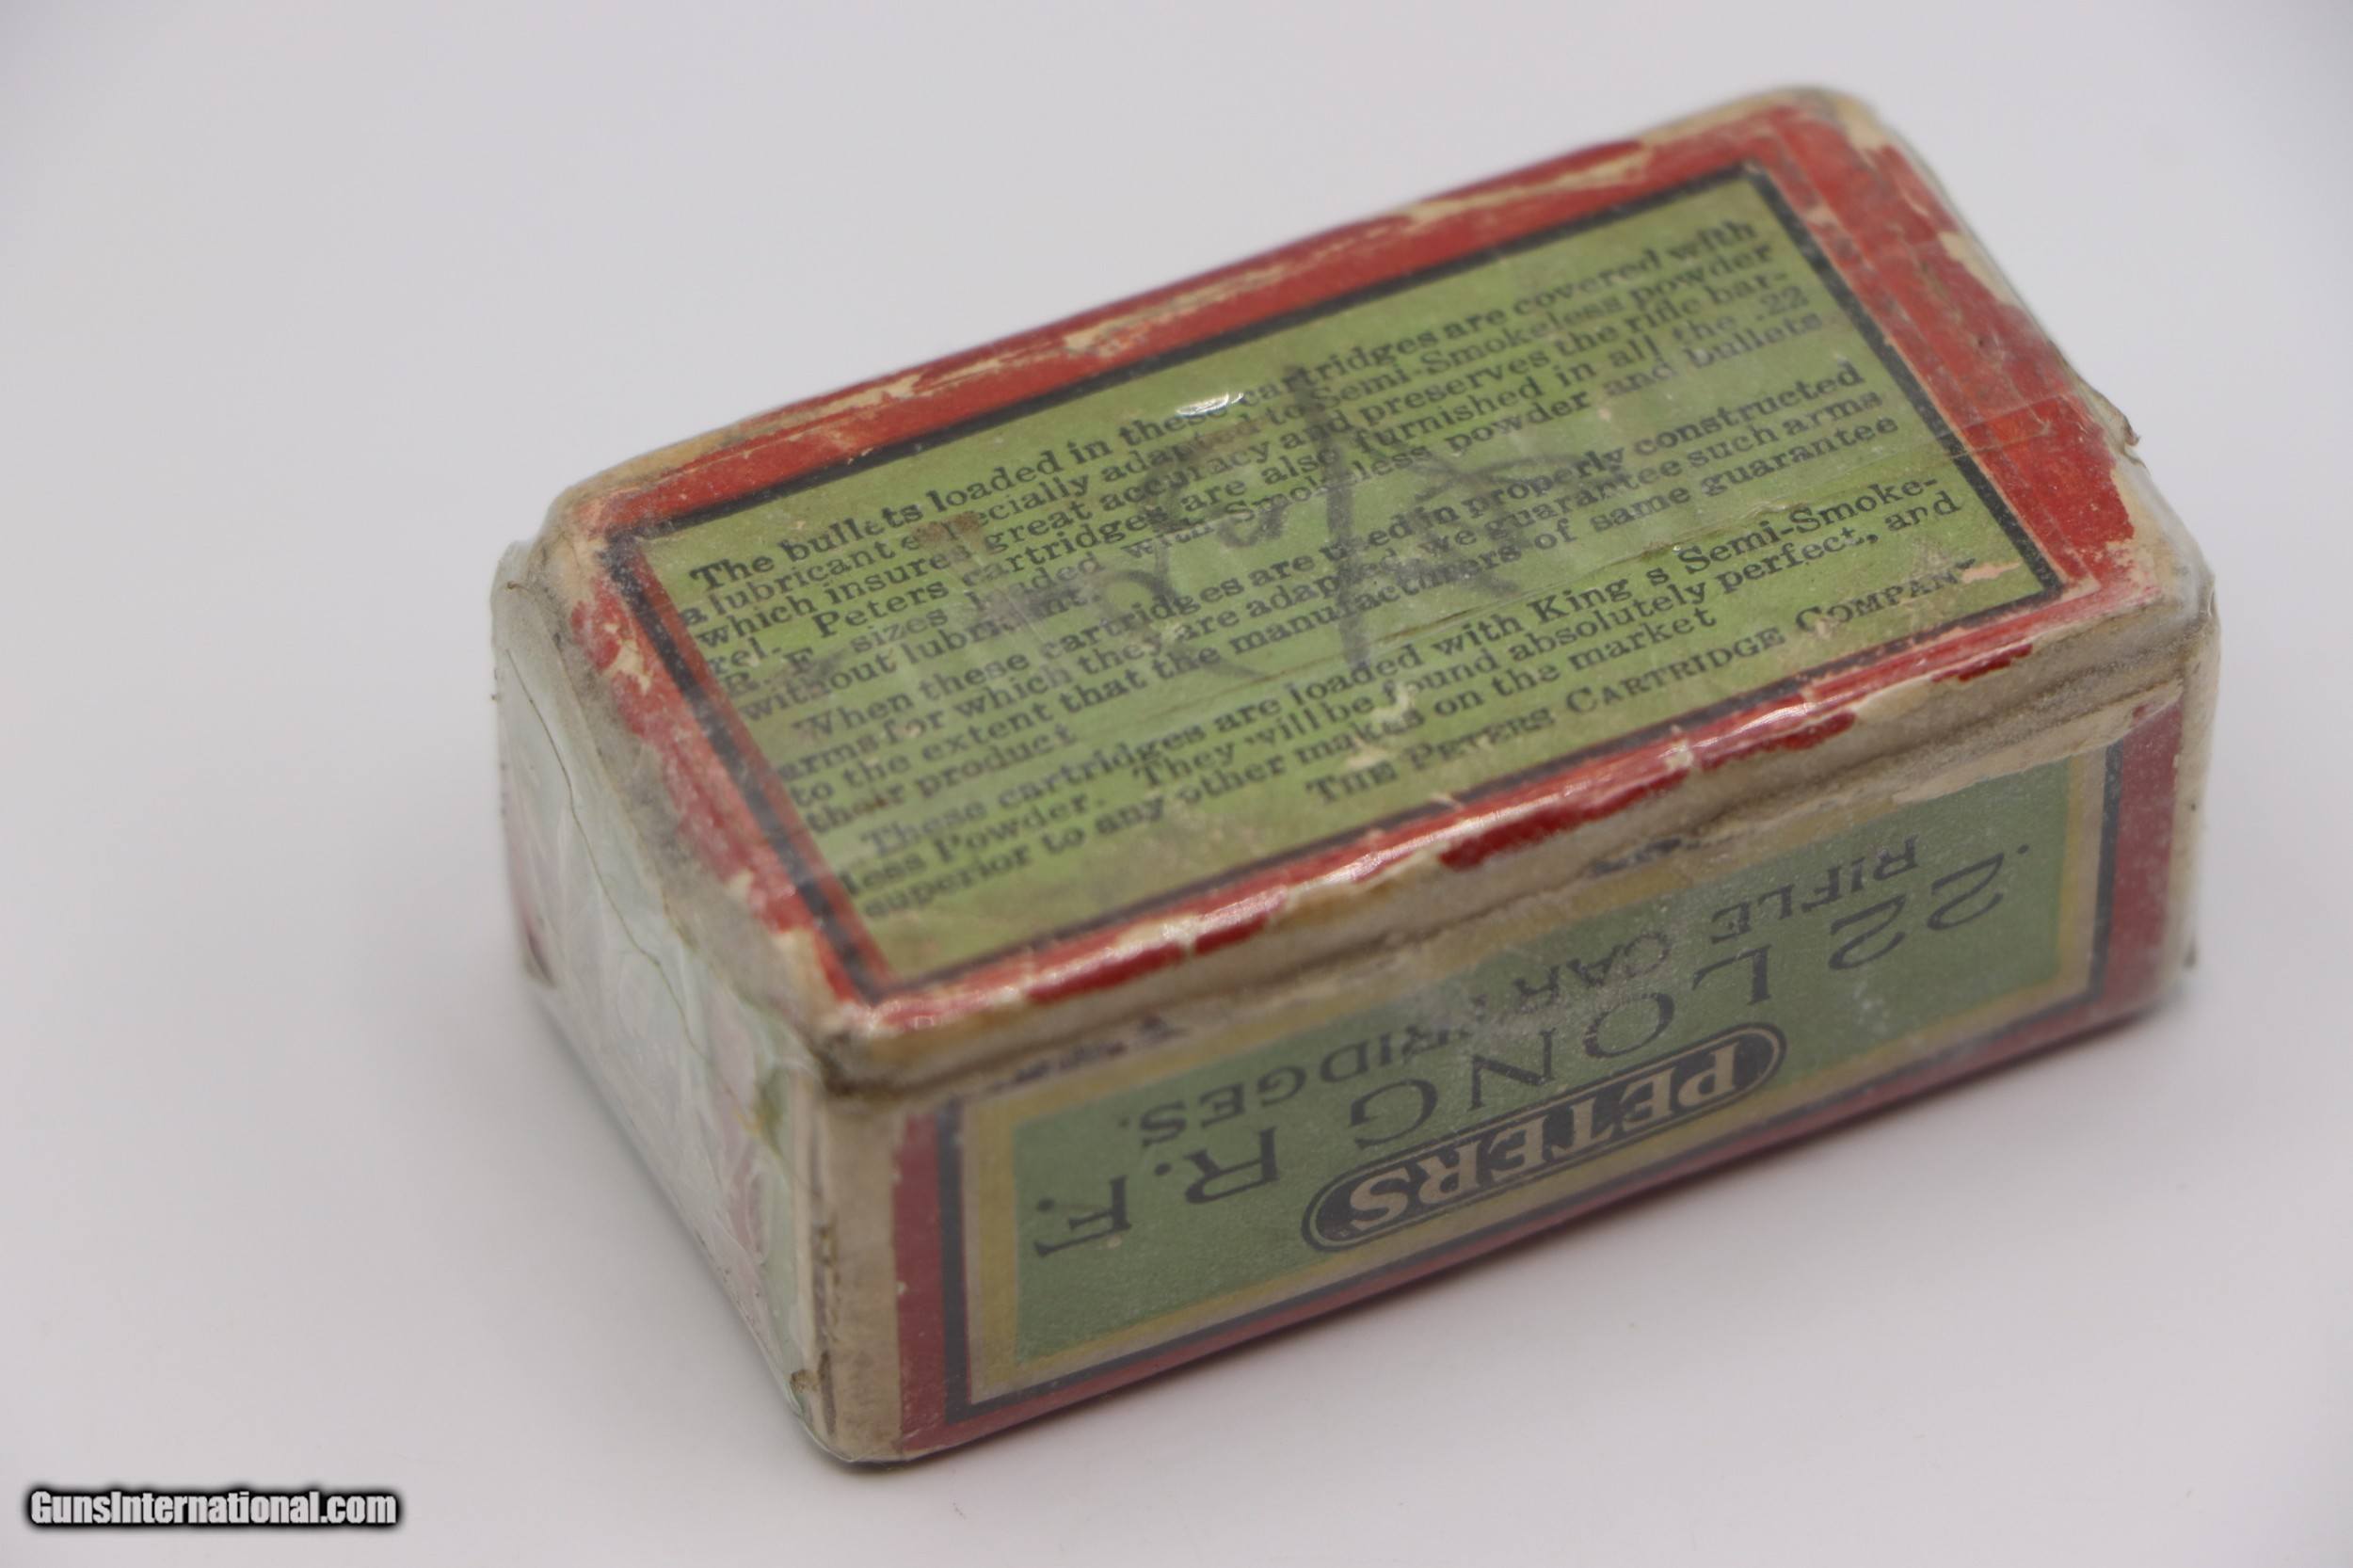 The bullets loaded in these cartridges are covered with
a lubricant especially adapted to Semi-Smokeless powder
which insures great accuracy and preserves the rifle bar-
rel. Peters cartridges are also furnished in all the .22
R. F. sizes loaded with Smokeless powder and bullets
without lubricant
When these cartridges are used in properly constructed
arms for which they are adapted, we guarantee such arms
to the extent that the manufacturers of same guarantee
their product
These cartridges are loaded with King s Semi-Smoke-
less Powder. They will be found absolutely perfect, and
superior to any other makes on the market
THE PETERS CARTRIDGE COMPANY
PETERS
.22 LONG R.F.
RIFLE CARTRIDGES.
GunsInternational.com